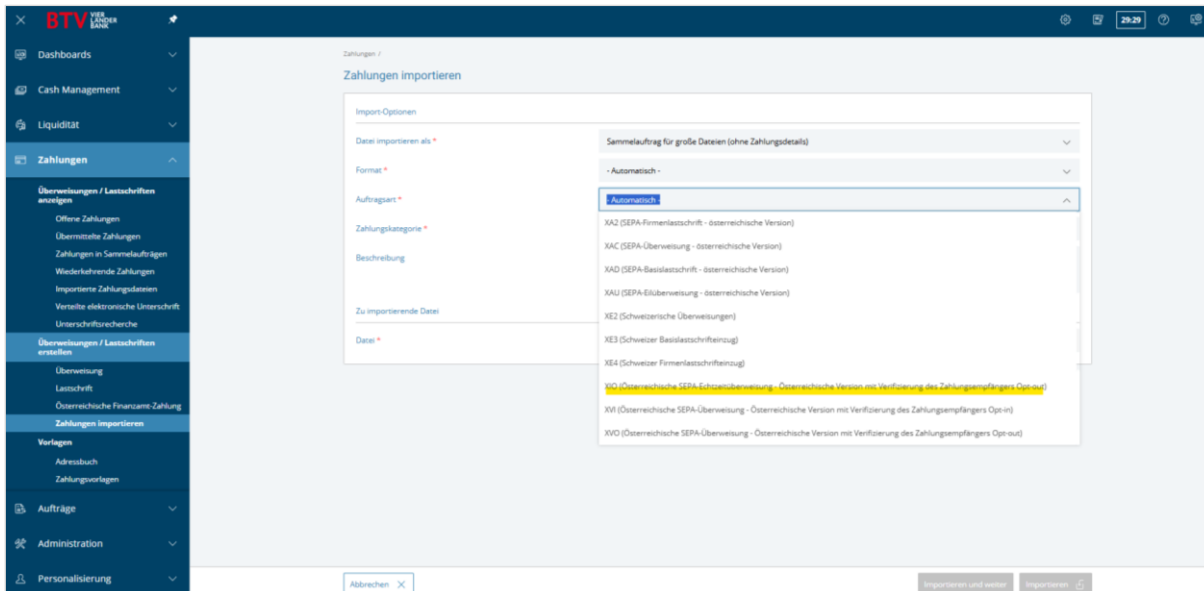 BTV VIER LÄNDER BANK
29:29
Dashboards
Cash Management
Liquidität
Zahlungen
Überweisungen / Lastschriften
anzeigen
Offene Zahlungen
Übermittelte Zahlungen
Zahlungen in Sammelaufträgen
Wiederkehrende Zahlungen
Importierte Zahlungsdateien
Verteilte elektronische Unterschrift
Unterschriftsrecherche
Überweisungen / Lastschriften
erstellen
Überweisung
Lastschrift
Österreichische Finanzamt-Zahlung
Zahlungen importieren
Vorlagen
Adressbuch
Zahlungsvorlagen
Aufträge
Administration
Personalisierung
Zahlungen /
Zahlungen importieren
Import-Optionen
Datei importieren als *
Sammelauftrag für große Dateien (ohne Zahlungsdetails)
Format *
- Automatisch -
Auftragsart *
- Automatisch -
Zahlungskategorie *
Beschreibung
Zu importierende Datei
Datei *
XA2 (SEPA-Firmenlastschrift - österreichische Version)
XAC (SEPA-Überweisung - österreichische Version)
XAD (SEPA-Basislastschrift - österreichische Version)
XAU (SEPA-Eilüberweisung - österreichische Version)
XE2 (Schweizerische Überweisungen)
XE3 (Schweizer Basislastschrifteinzug)
XE4 (Schweizer Firmenlastschrifteinzug)
XIO (Österreichische SEPA-Echtzeitüberweisung - Österreichische Version mit Verifizierung des Zahlungsempfängers Opt-out)
XVI (Österreichische SEPA-Überweisung - Österreichische Version mit Verifizierung des Zahlungsempfängers Opt-in)
XVO (Österreichische SEPA-Überweisung - Österreichische Version mit Verifizierung des Zahlungsempfängers Opt-out)
Abbrechen
Importieren und weiter
Importieren